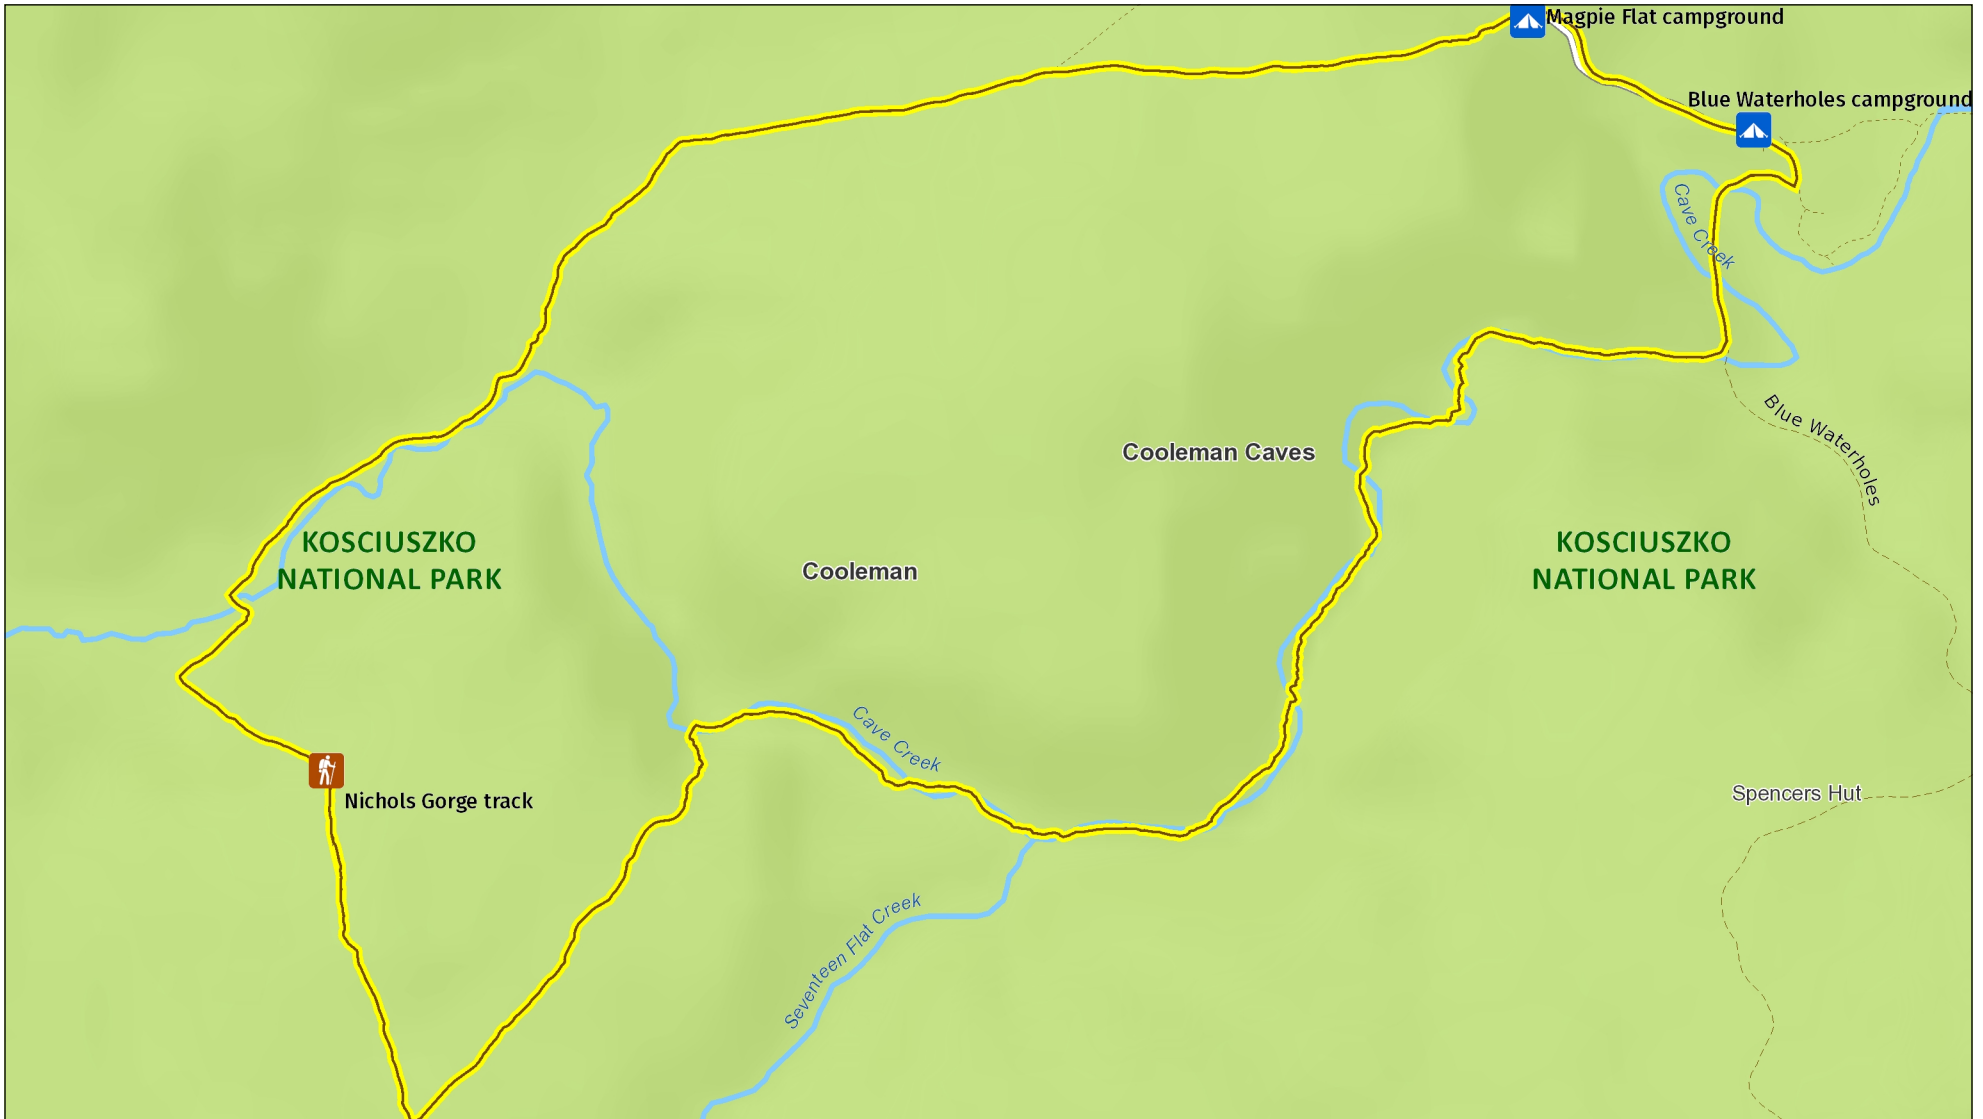 Magpie Flat campground
Blue Waterholes campground
Cave Creek
Blue Waterholes
Cooleman Caves
KOSCIUSZKO
NATIONAL PARK
KOSCIUSZKO
NATIONAL PARK
Cooleman
Cave Creek
Nichols Gorge track
Spencers Hut
Seventeen Flat Creek